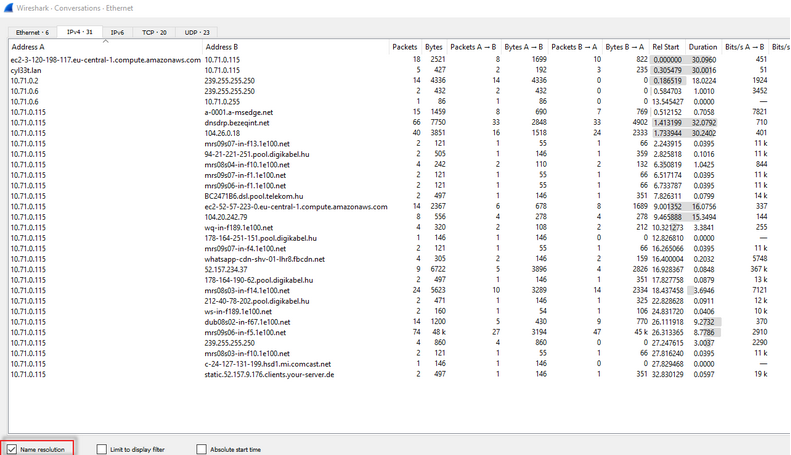 Wireshark · Conversations · Ethernet
Ethernet · 6 IPv4 · 31 IPv6 TCP · 20 UDP · 23
Address A Address B Packets Bytes Packets A → B Bytes A → B Packets B → A Bytes B → A Rel Start Duration Bits/s A → B Bits/s
ec2-3-120-198-117.eu-central-1.compute.amazonaws.com 10.71.0.115 18 2521 8 1699 10 822 0.000000 30.0960 451
cyl33t.lan 10.71.0.115 5 427 2 192 3 235 0.305479 30.0016 51
10.71.0.2 239.255.255.250 14 4336 14 4336 0 0 0.186519 18.0224 1924
10.71.0.6 239.255.255.250 2 432 2 432 0 0 0.584703 1.0010 3452
10.71.0.6 10.71.0.255 1 86 1 86 0 0 13.545427 0.0000 —
10.71.0.115 a-0001.a-msedge.net 15 1459 8 690 7 769 0.512152 0.7058 7821
10.71.0.115 dnsdrp.bezeqint.net 66 7750 33 2848 33 4902 1.413199 32.0792 710
10.71.0.115 104.26.0.18 40 3851 16 1518 24 2333 1.733944 30.2402 401
10.71.0.115 mrs09s07-in-f13.1e100.net 2 121 1 55 1 66 2.243915 0.0395 11 k
10.71.0.115 94-21-221-251.pool.digikabel.hu 2 505 1 146 1 359 2.825818 0.1016 11 k
10.71.0.115 mrs08s04-in-f10.1e100.net 4 242 2 110 2 132 6.350819 1.0425 844
10.71.0.115 mrs09s07-in-f1.1e100.net 2 121 1 55 1 66 6.517174 0.0395 11 k
10.71.0.115 mrs09s06-in-f1.1e100.net 2 121 1 55 1 66 6.733787 0.0395 11 k
10.71.0.115 BC2471B6.dsl.pool.telekom.hu 2 497 1 146 1 351 7.826311 0.0799 14 k
10.71.0.115 ec2-52-57-223-0.eu-central-1.compute.amazonaws.com 14 2367 6 678 8 1689 9.001352 16.0756 337
10.71.0.115 104.20.242.79 8 556 4 278 4 278 9.465888 15.3494 144
10.71.0.115 wq-in-f189.1e100.net 4 320 2 108 2 212 10.321273 3.3841 255
10.71.0.115 178-164-251-151.pool.digikabel.hu 1 146 1 146 0 0 12.826810 0.0000 —
10.71.0.115 mrs09s07-in-f4.1e100.net 2 121 1 55 1 66 16.265066 0.0395 11 k
10.71.0.115 whatsapp-cdn-shv-01-lhr8.fbcdn.net 4 305 2 146 2 159 16.400004 0.2032 5748
10.71.0.115 52.157.234.37 9 6722 5 3896 4 2826 16.928367 0.0848 367 k
10.71.0.115 178-164-190-62.pool.digikabel.hu 2 497 1 146 1 351 17.827758 0.0879 13 k
10.71.0.115 mrs08s03-in-f14.1e100.net 24 5623 10 3289 14 2334 18.437458 3.6946 7121
10.71.0.115 212-40-78-202.pool.digikabel.hu 2 471 1 146 1 325 22.828628 0.0911 12 k
10.71.0.115 ws-in-f189.1e100.net 2 160 1 54 1 106 24.831720 0.0406 10 k
10.71.0.115 dub08s02-in-f67.1e100.net 14 1200 5 430 9 770 26.111918 9.2732 370
10.71.0.115 mrs09s06-in-f5.1e100.net 74 48 k 27 3194 47 45 k 26.313365 8.7786 2910
10.71.0.115 239.255.255.250 4 860 4 860 0 0 27.247615 3.0037 2290
10.71.0.115 mrs08s03-in-f10.1e100.net 2 121 1 55 1 66 27.816240 0.0395 11 k
10.71.0.115 c-24-127-131-199.hsd1.mi.comcast.net 1 146 1 146 0 0 27.829468 0.0000 —
10.71.0.115 static.52.157.9.176.clients.your-server.de 2 497 1 146 1 351 32.830129 0.0597 19 k
Name resolution Limit to display filter Absolute start time